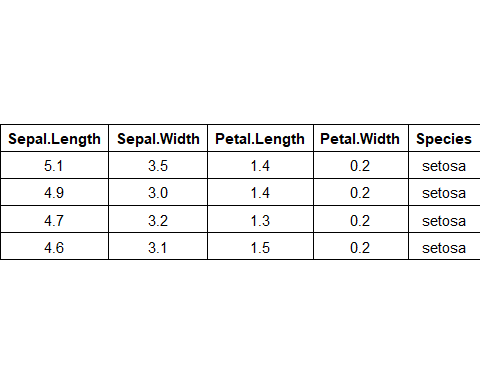 Sepal.Length Sepal.Width Petal.Length Petal.Width Species
5.1 3.5 1.4 0.2 setosa
4.9 3.0 1.4 0.2 setosa
4.7 3.2 1.3 0.2 setosa
4.6 3.1 1.5 0.2 setosa